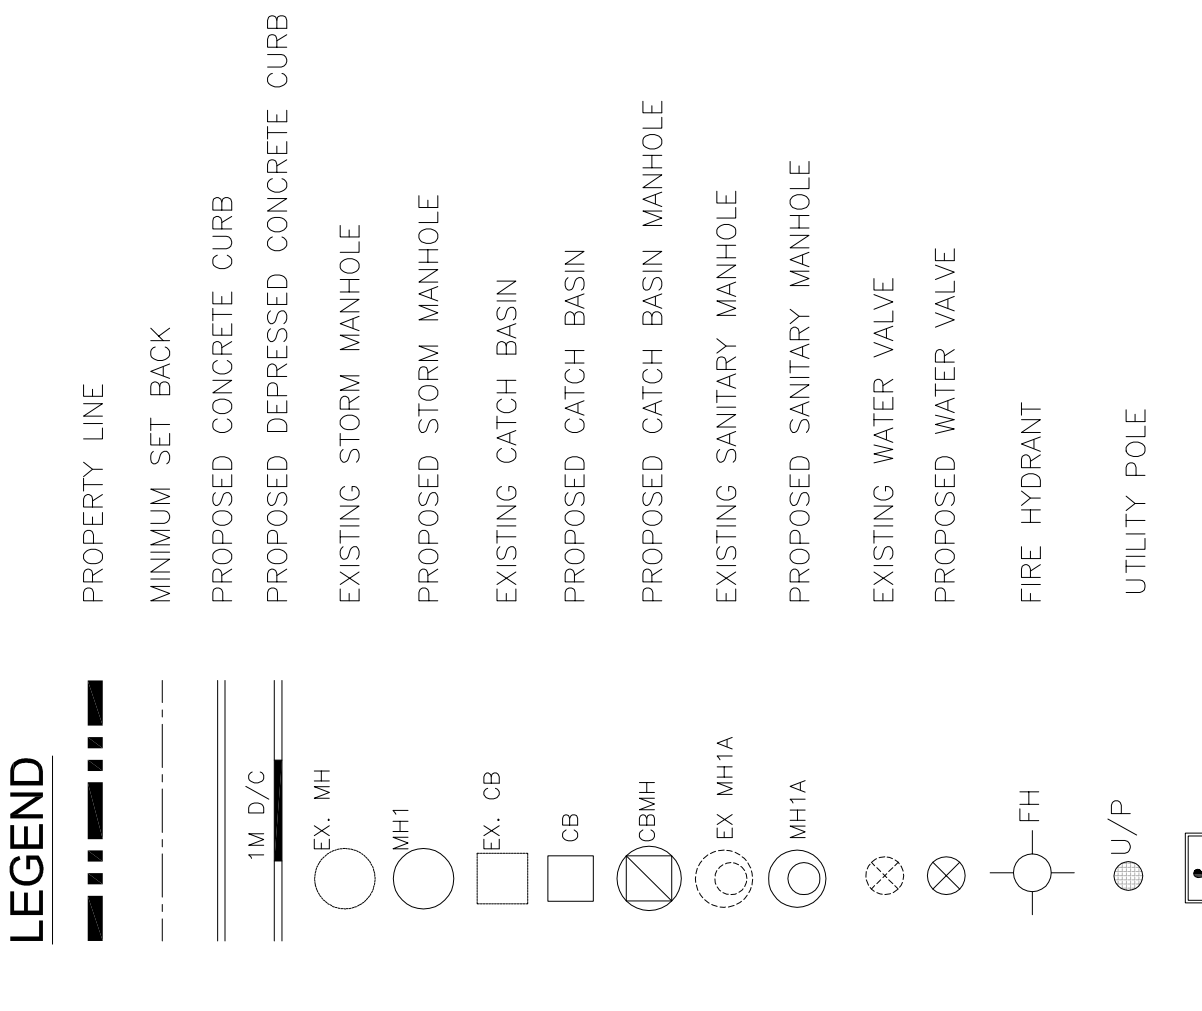 LEGEND
PROPERTY LINE
MINIMUM SET BACK
PROPOSED CONCRETE CURB
1M D/C PROPOSED DEPRESSED CONCRETE CURB
EX. MH EXISTING STORM MANHOLE
MH1 PROPOSED STORM MANHOLE
EX. CB EXISTING CATCH BASIN
CB PROPOSED CATCH BASIN
CBMH PROPOSED CATCH BASIN MANHOLE
EX MH1A EXISTING SANITARY MANHOLE
MH1A PROPOSED SANITARY MANHOLE
EXISTING WATER VALVE
PROPOSED WATER VALVE
FH FIRE HYDRANT
U/P UTILITY POLE